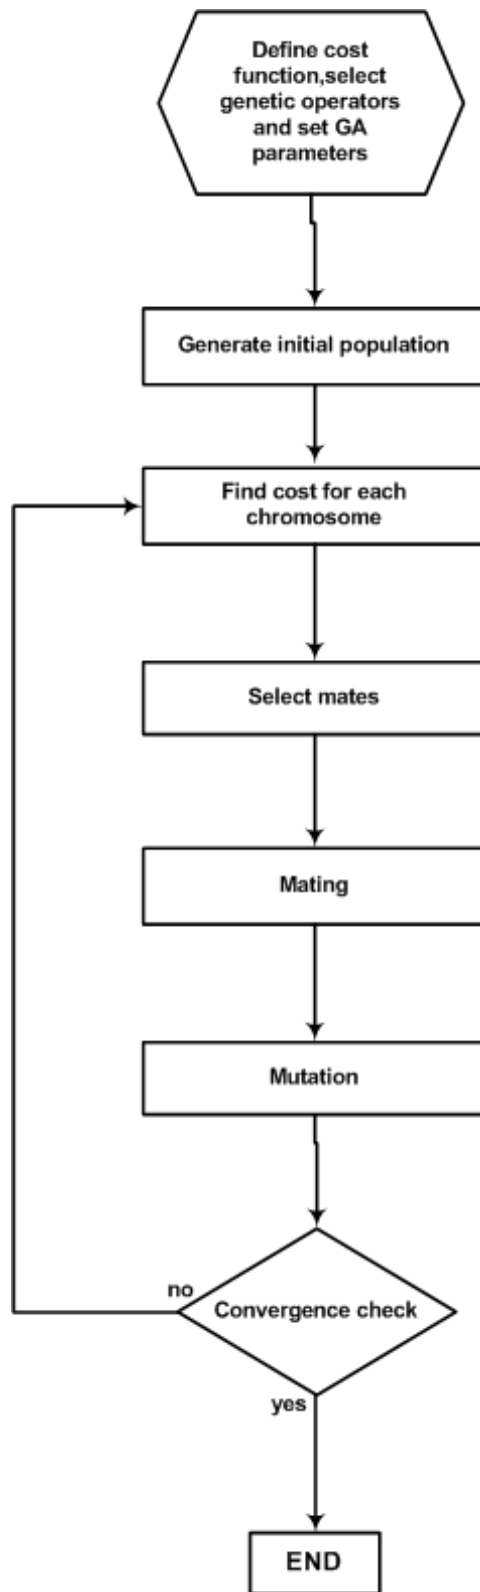 Define cost
function,select
genetic operators
and set GA
parameters
Generate initial population
Find cost for each
chromosome
Select mates
Mating
Mutation
no
Convergence check
yes
END